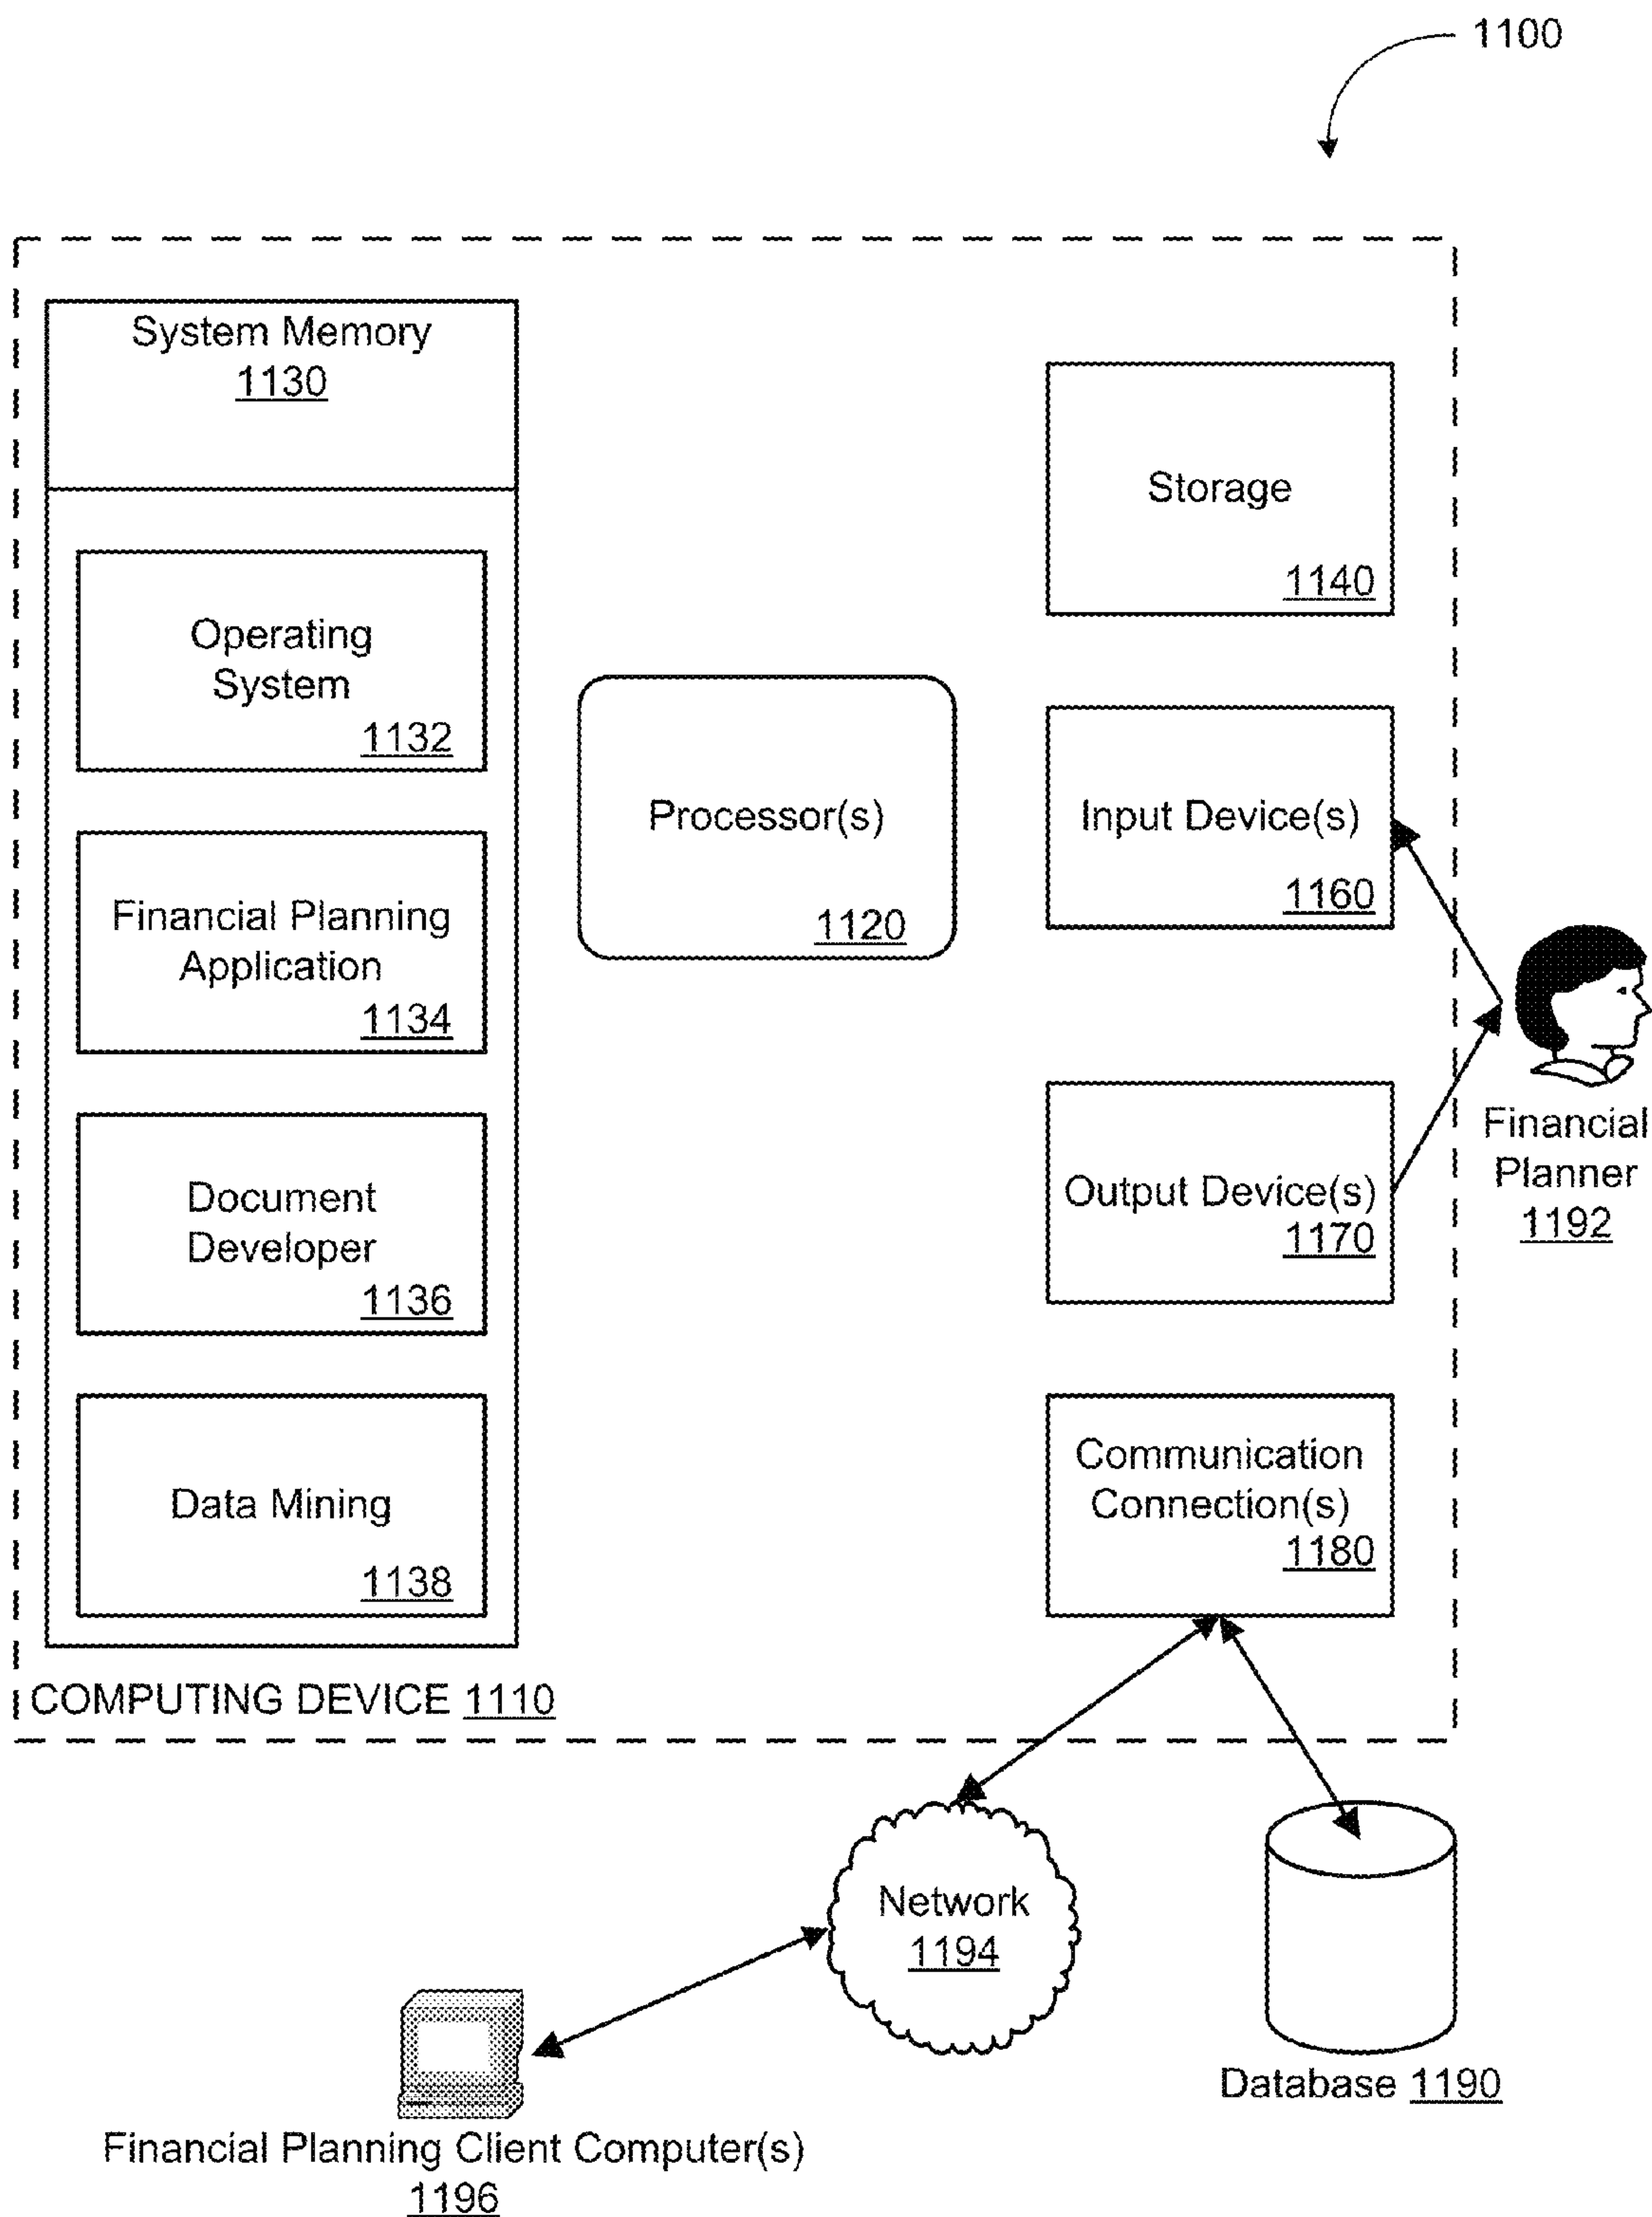 1100
System Memory
1130
Operating
System
1132
Financial Planning
Application
1134
Document
Developer
1136
Data Mining
1138
Processor(s)
1120
Storage
1140
Input Device(s)
1160
Output Device(s)
1170
Communication
Connection(s)
1180
Financial
Planner
1192
COMPUTING DEVICE 1110
Network
1194
Database 1190
Financial Planning Client Computer(s)
1196